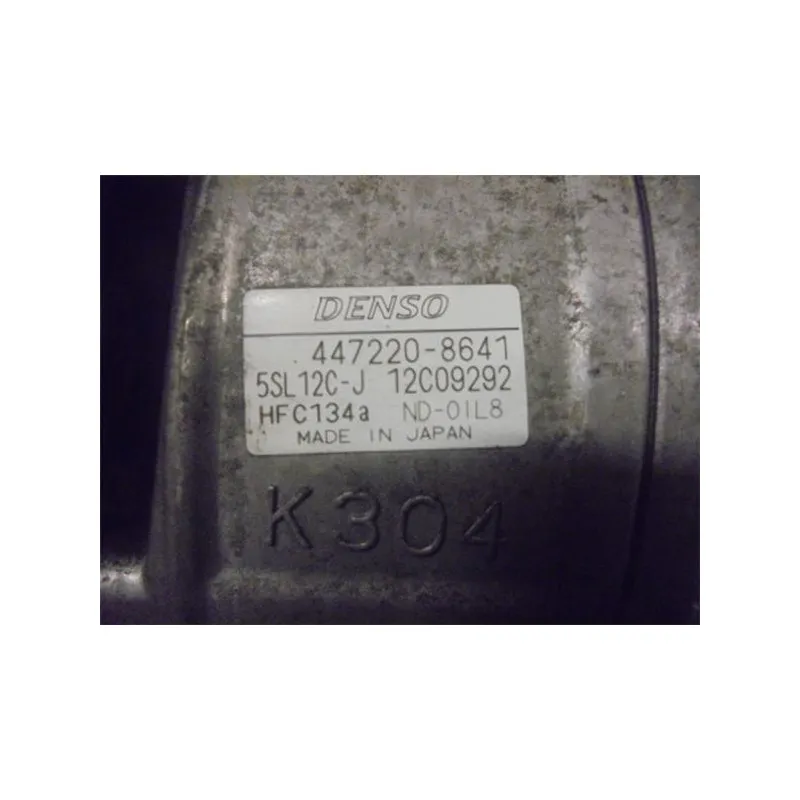 DENSO
447220-8641
5SL12C-J 12C09292
HFC134a ND-OIL8
MADE IN JAPAN
K304